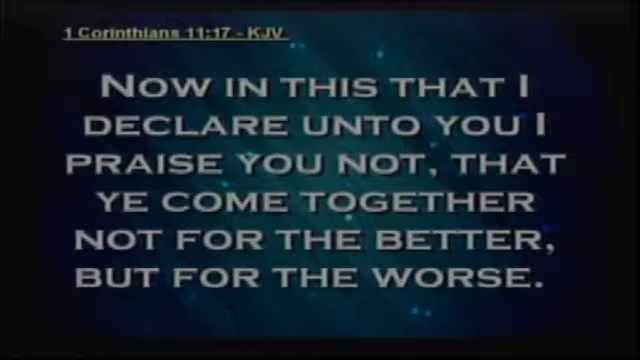 1 Corinthians 11:17 - KJV
NOW IN THIS THAT I
DECLARE UNTO YOU I
PRAISE YOU NOT, THAT
YE COME TOGETHER
NOT FOR THE BETTER,
BUT FOR THE WORSE.